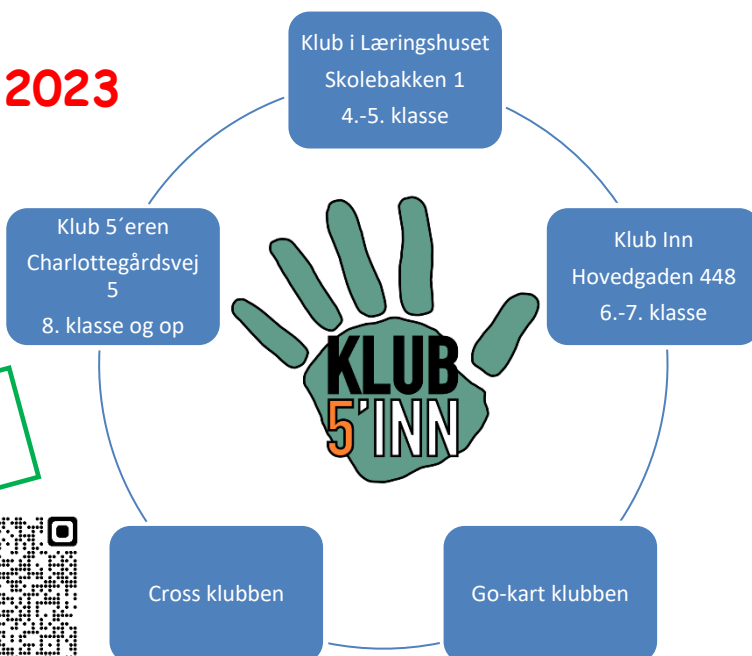 2023
Klub i Læringshuset
Skolebakken 1
4.-5. klasse
Klub 5´eren
Charlottegårdsvej
5
8. klasse og op
Klub Inn
Hovedgaden 448
6.-7. klasse
KLUB
5'INN
Cross klubben
Go-kart klubben